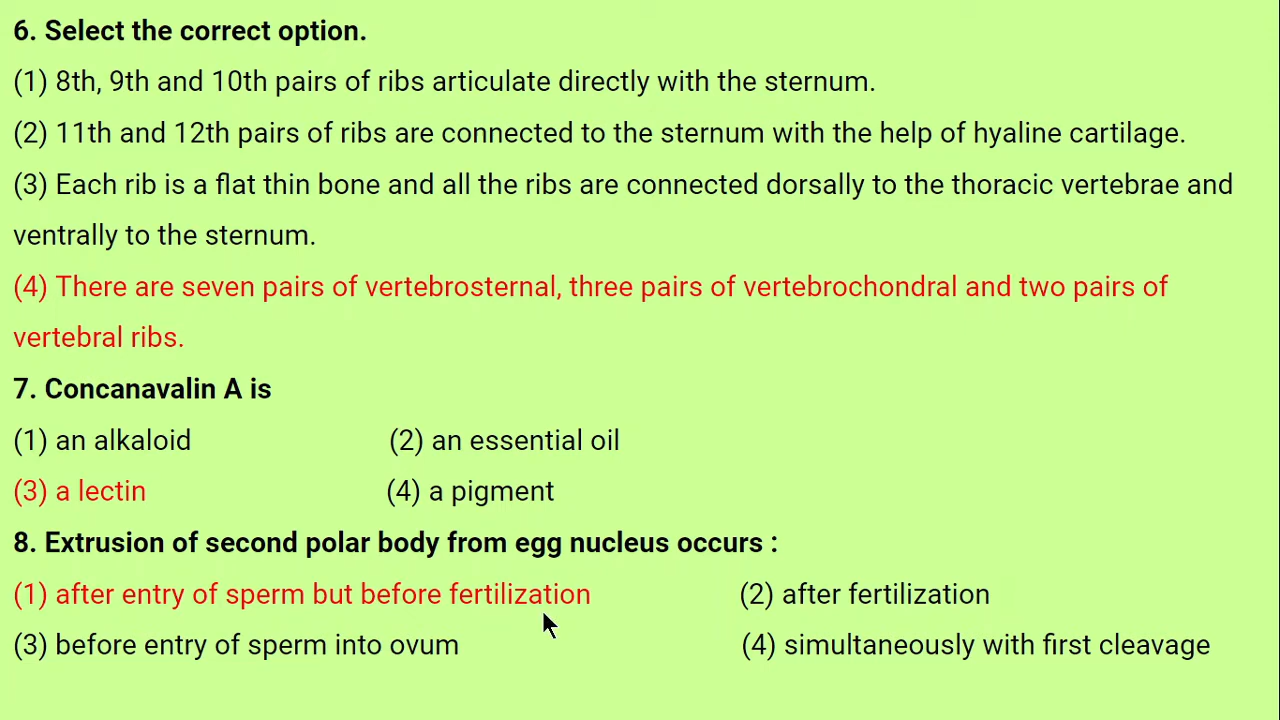 6. Select the correct option.
(1) 8th, 9th and 10th pairs of ribs articulate directly with the sternum.
(2) 11th and 12th pairs of ribs are connected to the sternum with the help of hyaline cartilage.
(3) Each rib is a flat thin bone and all the ribs are connected dorsally to the thoracic vertebrae and
ventrally to the sternum.
(4) There are seven pairs of vertebrosternal, three pairs of vertebrochondral and two pairs of
vertebral ribs.
7. Concanavalin A is
(1) an alkaloid (2) an essential oil
(3) a lectin (4) a pigment
8. Extrusion of second polar body from egg nucleus occurs :
(1) after entry of sperm but before fertilization (2) after fertilization
(3) before entry of sperm into ovum (4) simultaneously with first cleavage